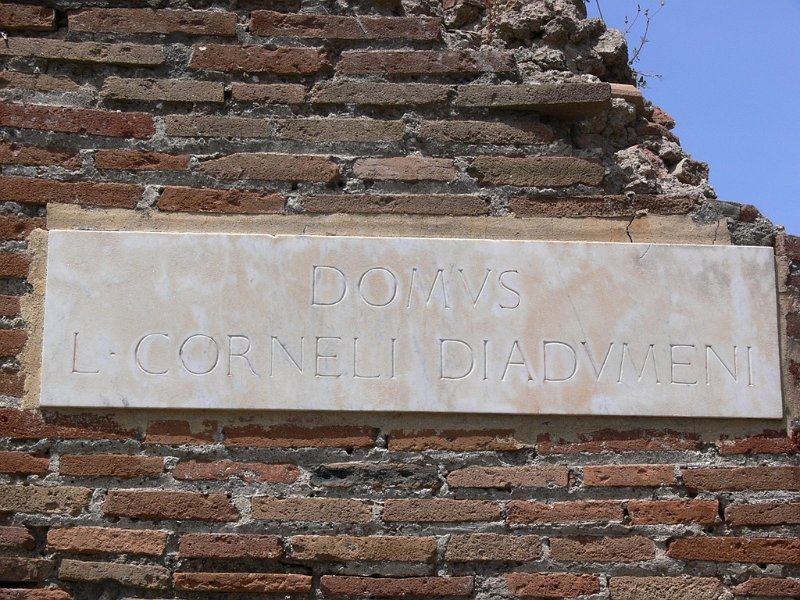 DOMVS
L · CORNELI DIADVMENI